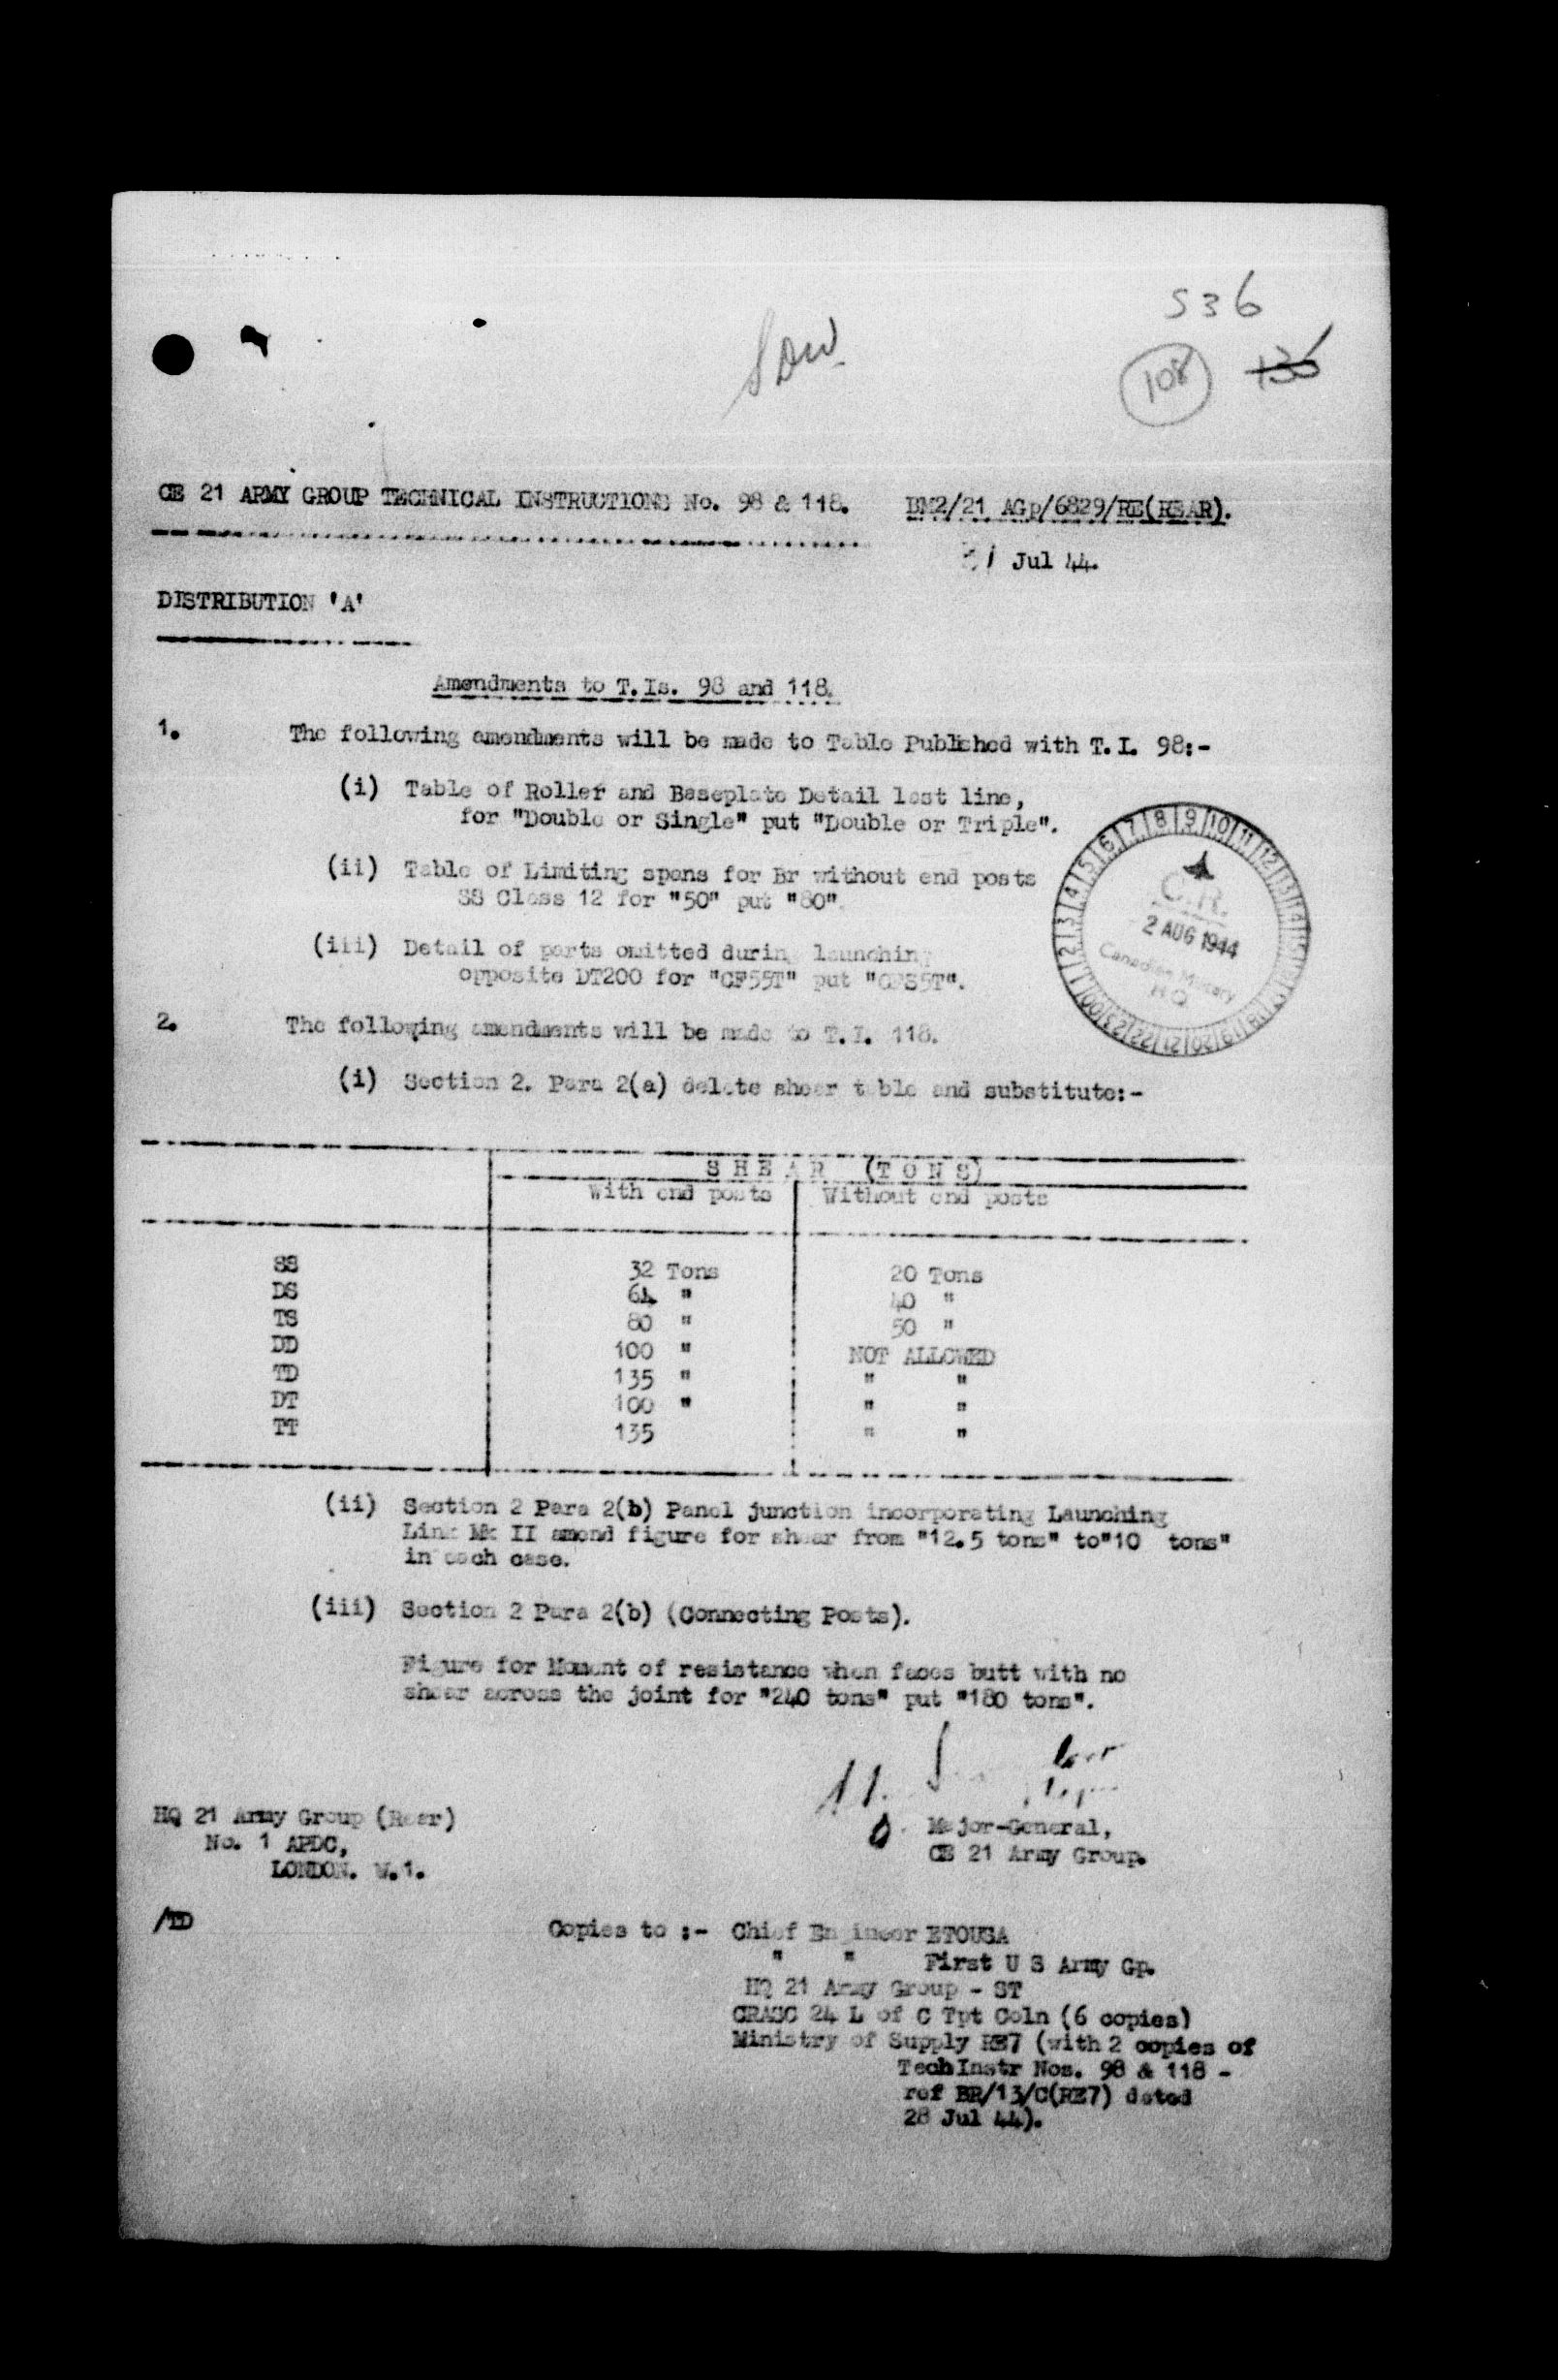 536
108 136
CE 21 ARMY GROUP TECHNICAL INSTRUCTIONS No. 98 & 118. BM2/21 AGp/6829/RE(REAR).
31 Jul 44.
DISTRIBUTION 'A'
Amendments to T.Is. 98 and 118.
1. The following amendments will be made to Table Published with T.I. 98:-
(i) Table of Roller and Baseplate Detail last line,
for "Double or Single" put "Double or Triple".
(ii) Table of Limiting spans for Br without end posts
SS Class 12 for "50" put "80".
(iii) Detail of parts omitted during launching
opposite DT200 for "CF55T" put "CFS5T".
2. The following amendments will be made to T.I. 118.
(i) Section 2. Para 2(a) delete shear table and substitute:-
SHEAR (TONS)
With end posts Without end posts
SS 32 Tons 20 Tons
DS 64 " 40 "
TS 80 " 50 "
DD 100 " NOT ALLOWED
TD 135 " " "
DT 100 " " "
TT 135 " "
(ii) Section 2 Para 2(b) Panel junction incorporating Launching
Link Mk II amend figure for shear from "12.5 tons" to"10 tons"
in each case.
(iii) Section 2 Para 2(b) (Connecting Posts).
Figure for Moment of resistance when faces butt with no
shear across the joint for "240 tons" put "180 tons".
HQ 21 Army Group (Rear)
No. 1 APDC,
LONDON. W.1.
Major-General,
CE 21 Army Group.
/TD
Copies to :- Chief Engineer ETOUSA
" " First U S Army Gp.
HQ 21 Army Group - ST
CRASC 24 L of C Tpt Coln (6 copies)
Ministry of Supply RE7 (with 2 copies of
Tech Instr Nos. 98 & 118 -
ref BR/13/C(RE7) dated
28 Jul 44).
C.R.
2 AUG 1944
Canadian Military
HQ